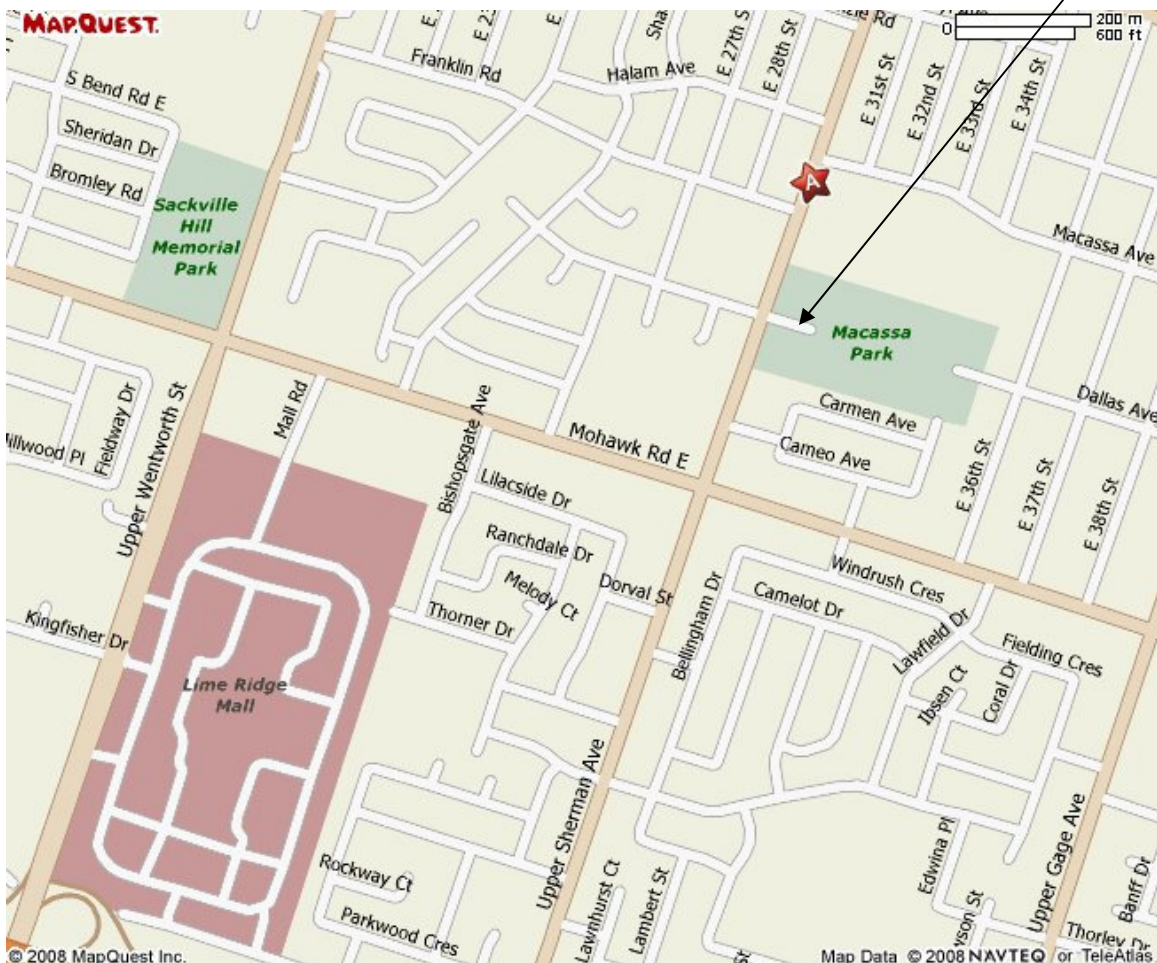 MAPQUEST.
0
200 m
600 ft
Franklin Rd
Halam Ave
E 27th St
E 28th St
E 31st St
E 32nd St
E 33rd St
E 34th St
S Bend Rd E
Sheridan Dr
Bromley Rd
Sackville
Hill
Memorial
Park
A
Macassa Ave
Macassa
Park
Dallas Ave
Carmen Ave
Cameo Ave
E 36th St
E 37th St
E 38th St
Fieldway Dr
Upper Wentworth St
Mall Rd
Bishopsgate Ave
Mohawk Rd E
Lilacside Dr
Ranchdale Dr
Melody Ct
Dorval St
Thorner Dr
Kingfisher Dr
Lime Ridge
Mall
Bellingham Dr
Windrush Cres
Camelot Dr
Lawfield Dr
Fielding Cres
Ibsen Ct
Coral Dr
Upper Sherman Ave
Upper Gage Ave
Edwina Pl
Rockway Ct
Parkwood Cres
Lawnhurst Ct
Lambert St
Banff Dr
Thorley Dr
© 2008 MapQuest Inc.
Map Data © 2008 NAVTEQ or TeleAtlas